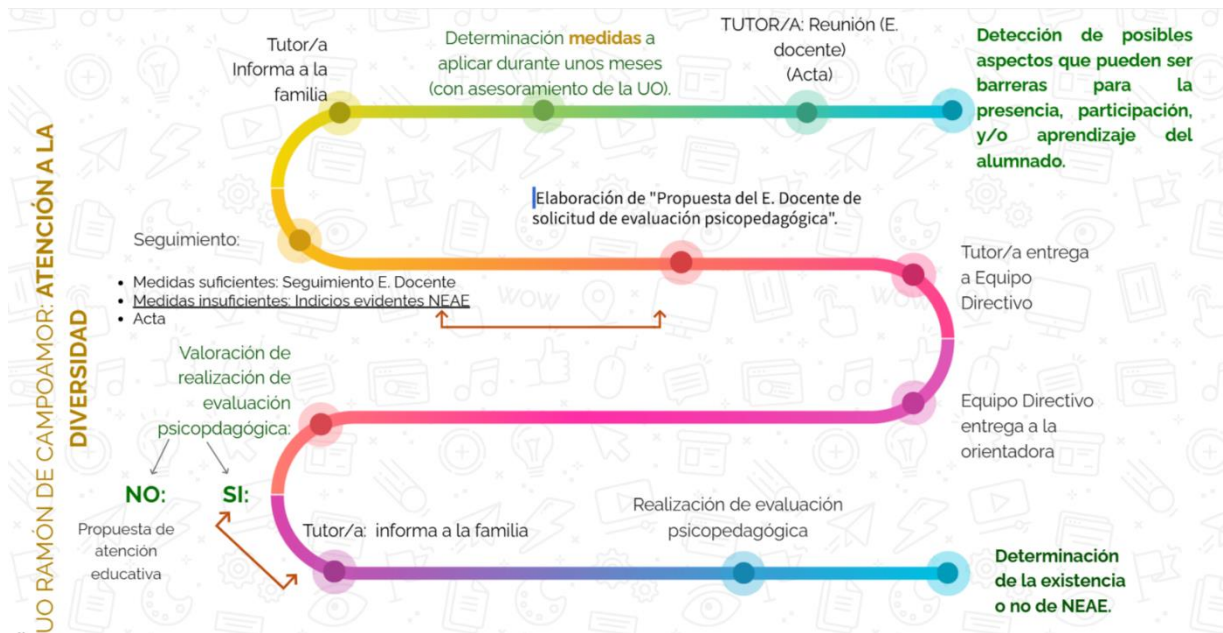 UO RAMÓN DE CAMPOAMOR: ATENCIÓN A LA
DIVERSIDAD
Detección de posibles
aspectos que pueden ser
barreras para la
presencia, participación,
y/o aprendizaje del
alumnado.
TUTOR/A: Reunión (E.
docente)
(Acta)
Determinación medidas a
aplicar durante unos meses
(con asesoramiento de la UO).
Tutor/a
Informa a la
familia
Seguimiento:
• Medidas suficientes: Seguimiento E. Docente
• Medidas insuficientes: Indicios evidentes NEAE
• Acta
Elaboración de "Propuesta del E. Docente de
solicitud de evaluación psicopedagógica".
Tutor/a entrega
a Equipo
Directivo
Equipo Directivo
entrega a la
orientadora
Valoración de
realización de
evaluación
psicopdagógica:
NO:
Propuesta de
atención
educativa
SI:
Tutor/a: informa a la familia
Realización de evaluación
psicopedagógica
Determinación
de la existencia
o no de NEAE.
WOW